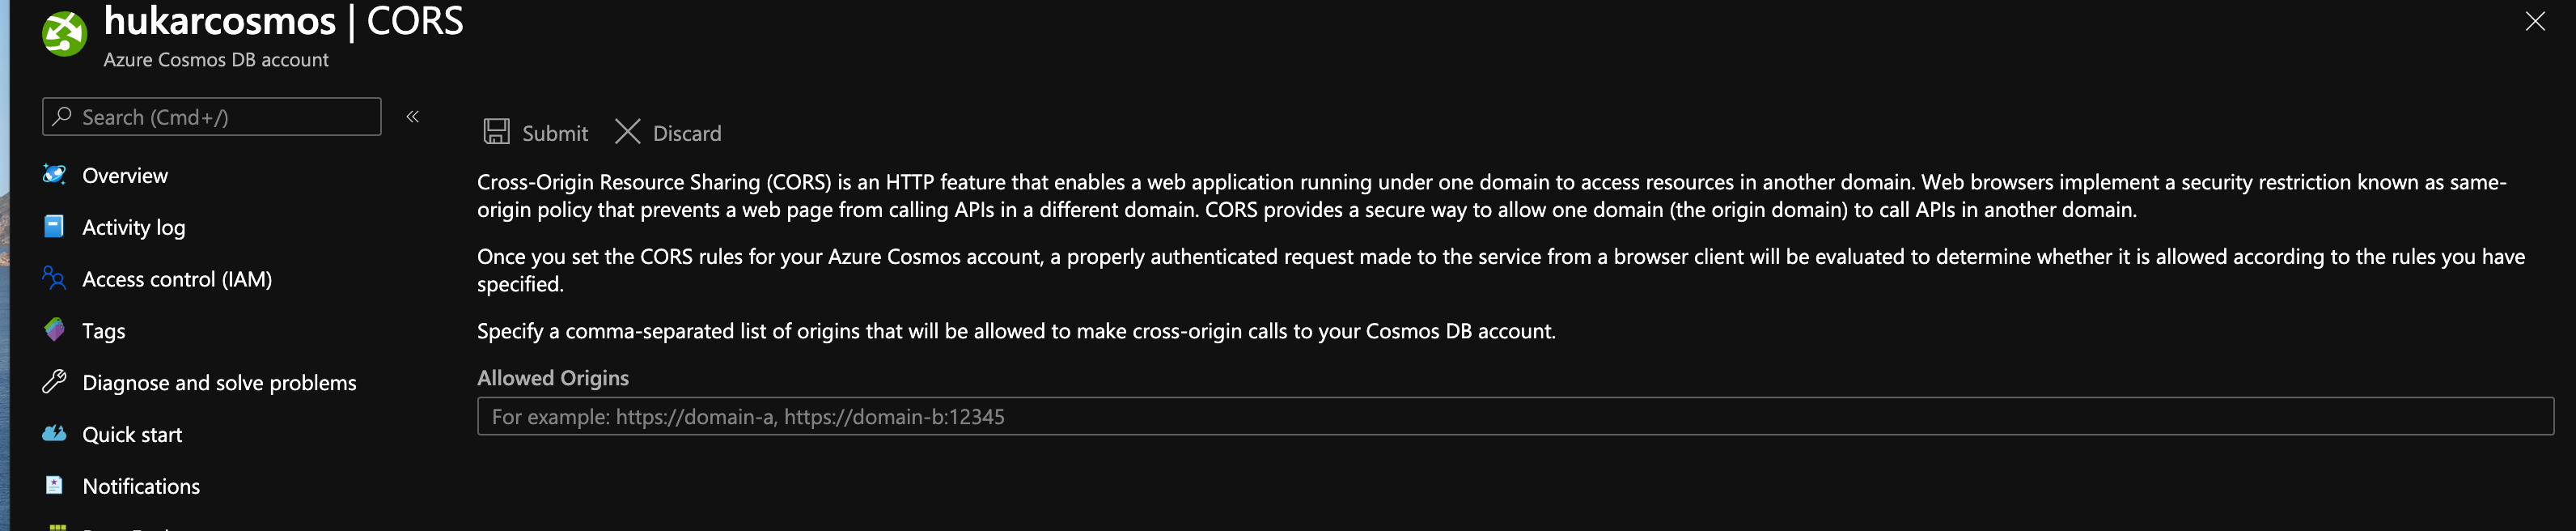 hukarcosmos | CORS
Azure Cosmos DB account
Search (Cmd+/)
«
Overview
Activity log
Access control (IAM)
Tags
Diagnose and solve problems
Quick start
Notifications
Submit
Discard
Cross-Origin Resource Sharing (CORS) is an HTTP feature that enables a web application running under one domain to access resources in another domain. Web browsers implement a security restriction known as same-
origin policy that prevents a web page from calling APIs in a different domain. CORS provides a secure way to allow one domain (the origin domain) to call APIs in another domain.
Once you set the CORS rules for your Azure Cosmos account, a properly authenticated request made to the service from a browser client will be evaluated to determine whether it is allowed according to the rules you have
specified.
Specify a comma-separated list of origins that will be allowed to make cross-origin calls to your Cosmos DB account.
Allowed Origins
For example: https://domain-a, https://domain-b:12345